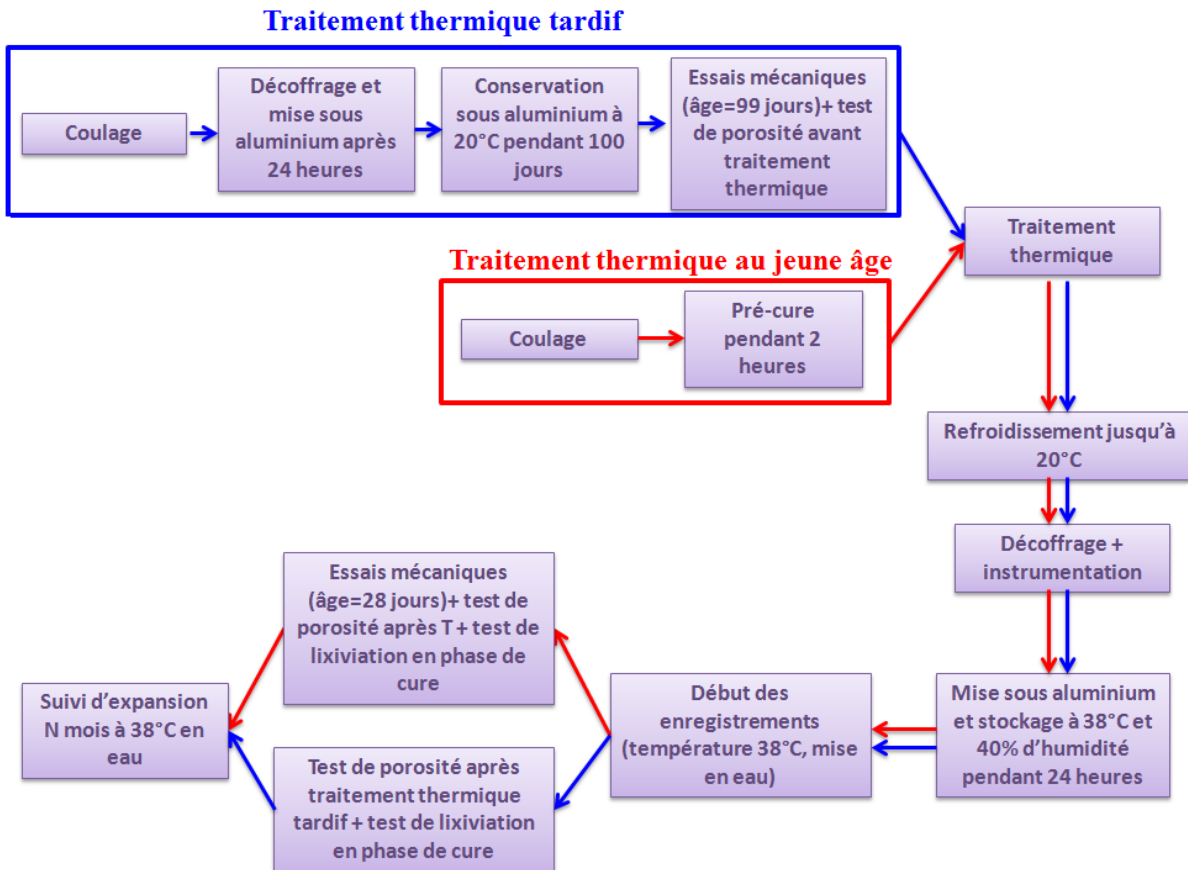 Traitement thermique tardif
Coulage
Décoffrage et
mise sous
aluminium après
24 heures
Conservation
sous aluminium à
20°C pendant 100
jours
Essais mécaniques
(âge=99 jours)+ test
de porosité avant
traitement
thermique
Traitement
thermique
Traitement thermique au jeune âge
Coulage
Pré-cure
pendant 2
heures
Refroidissement jusqu'à
20°C
Décoffrage +
instrumentation
Mise sous aluminium
et stockage à 38°C et
40% d'humidité
pendant 24 heures
Début des
enregistrements
(température 38°C, mise
en eau)
Essais mécaniques
(âge=28 jours)+ test de
porosité après T + test de
lixiviation en phase de
cure
Test de porosité après
traitement thermique
tardif + test de lixiviation
en phase de cure
Suivi d'expansion
N mois à 38°C en
eau